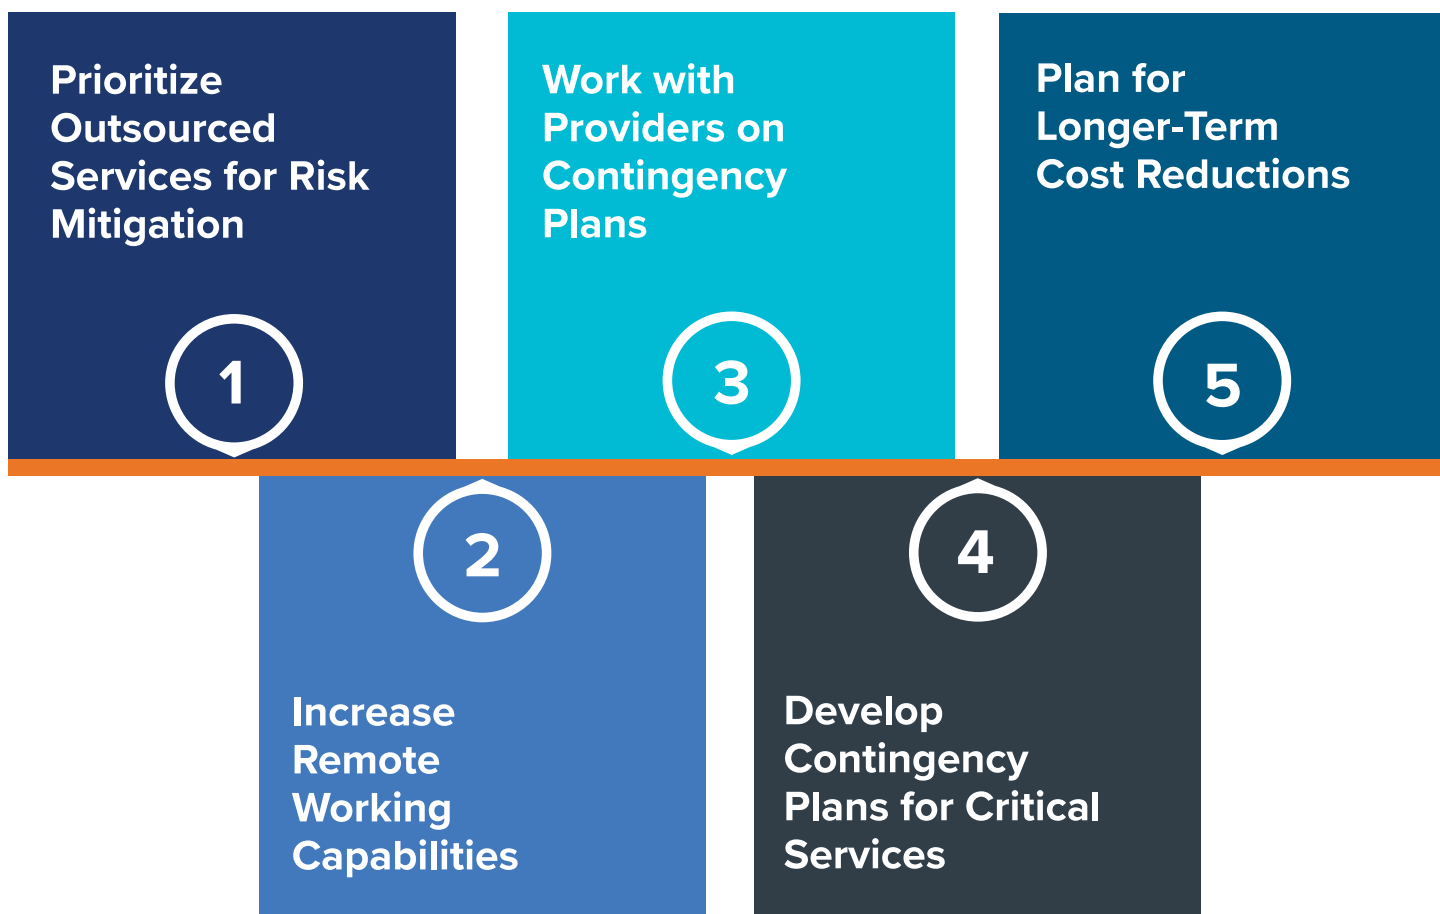 Prioritize
Outsourced
Services for Risk
Mitigation
1
2
Increase
Remote
Working
Capabilities
Work with
Providers on
Contingency
Plans
3
4
Develop
Contingency
Plans for Critical
Services
Plan for
Longer-Term
Cost Reductions
5